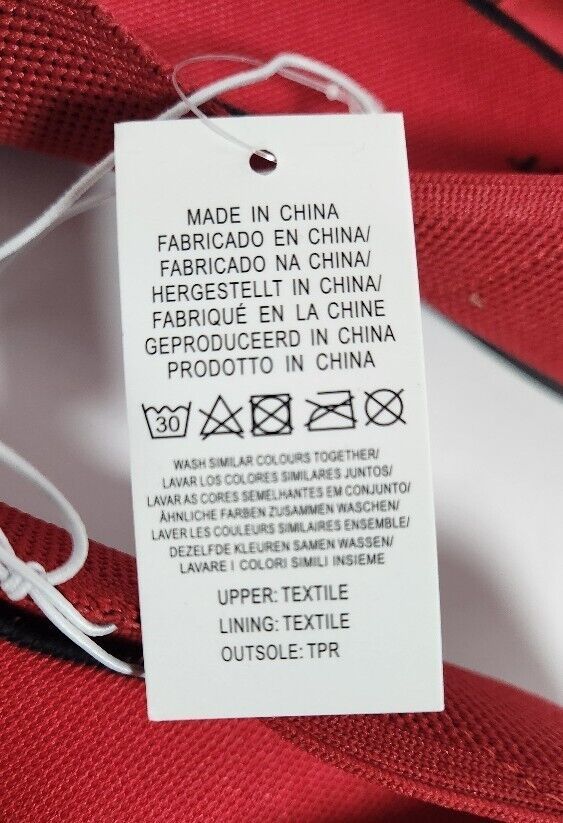 MADE IN CHINA
FABRICADO EN CHINA/
FABRICADO NA CHINA/
HERGESTELLT IN CHINA/
FABRIQUÉ EN LA CHINE
GEPRODUCEERD IN CHINA
PRODOTTO IN CHINA
30
WASH SIMILAR COLOURS TOGETHER/
LAVAR LOS COLORES SIMILARES JUNTOS/
LAVAR AS CORES SEMELHANTES EM CONJUNTO/
ÄHNLICHE FARBEN ZUSAMMEN WASCHEN/
LAVER LES COULEURS SIMILAIRES ENSEMBLE/
DEZELFDE KLEUREN SAMEN WASSEN/
LAVARE I COLORI SIMILI INSIEME
UPPER: TEXTILE
LINING: TEXTILE
OUTSOLE: TPR